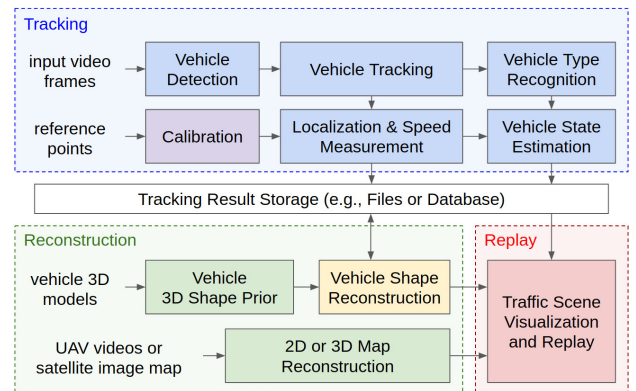 Tracking
input video
frames
Vehicle
Detection
Vehicle Tracking
Vehicle Type
Recognition
reference
points
Calibration
Localization & Speed
Measurement
Vehicle State
Estimation
Tracking Result Storage (e.g., Files or Database)
Reconstruction
Replay
vehicle 3D
models
Vehicle
3D Shape Prior
Vehicle Shape
Reconstruction
Traffic Scene
Visualization
and Replay
UAV videos or
satellite image map
2D or 3D Map
Reconstruction